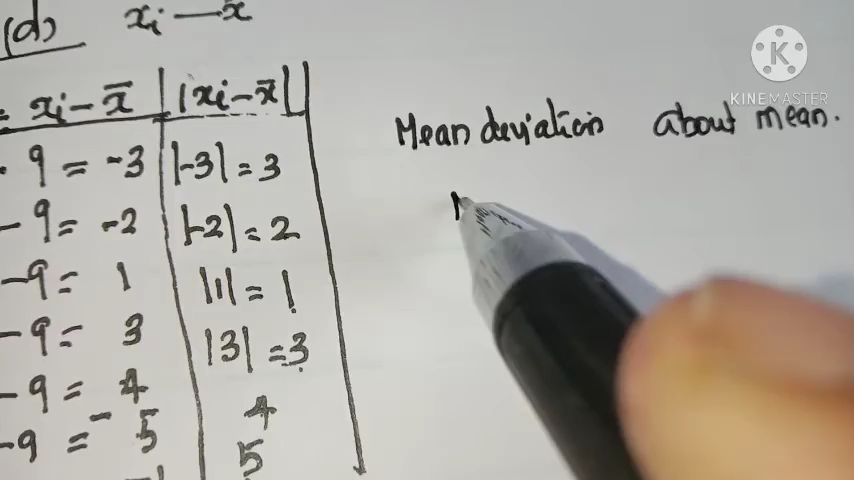 (d) xᵢ — x̄
xᵢ - x̄ | |xᵢ - x̄|
Mean deviation about mean.
9 = -3 |-3| = 3
- 9 = -2 |-2| = 2
- 9 = 1 |1| = 1
- 9 = 3 |3| = 3
- 9 = 4 4
- 9 = -5 5
K
KINEMASTER